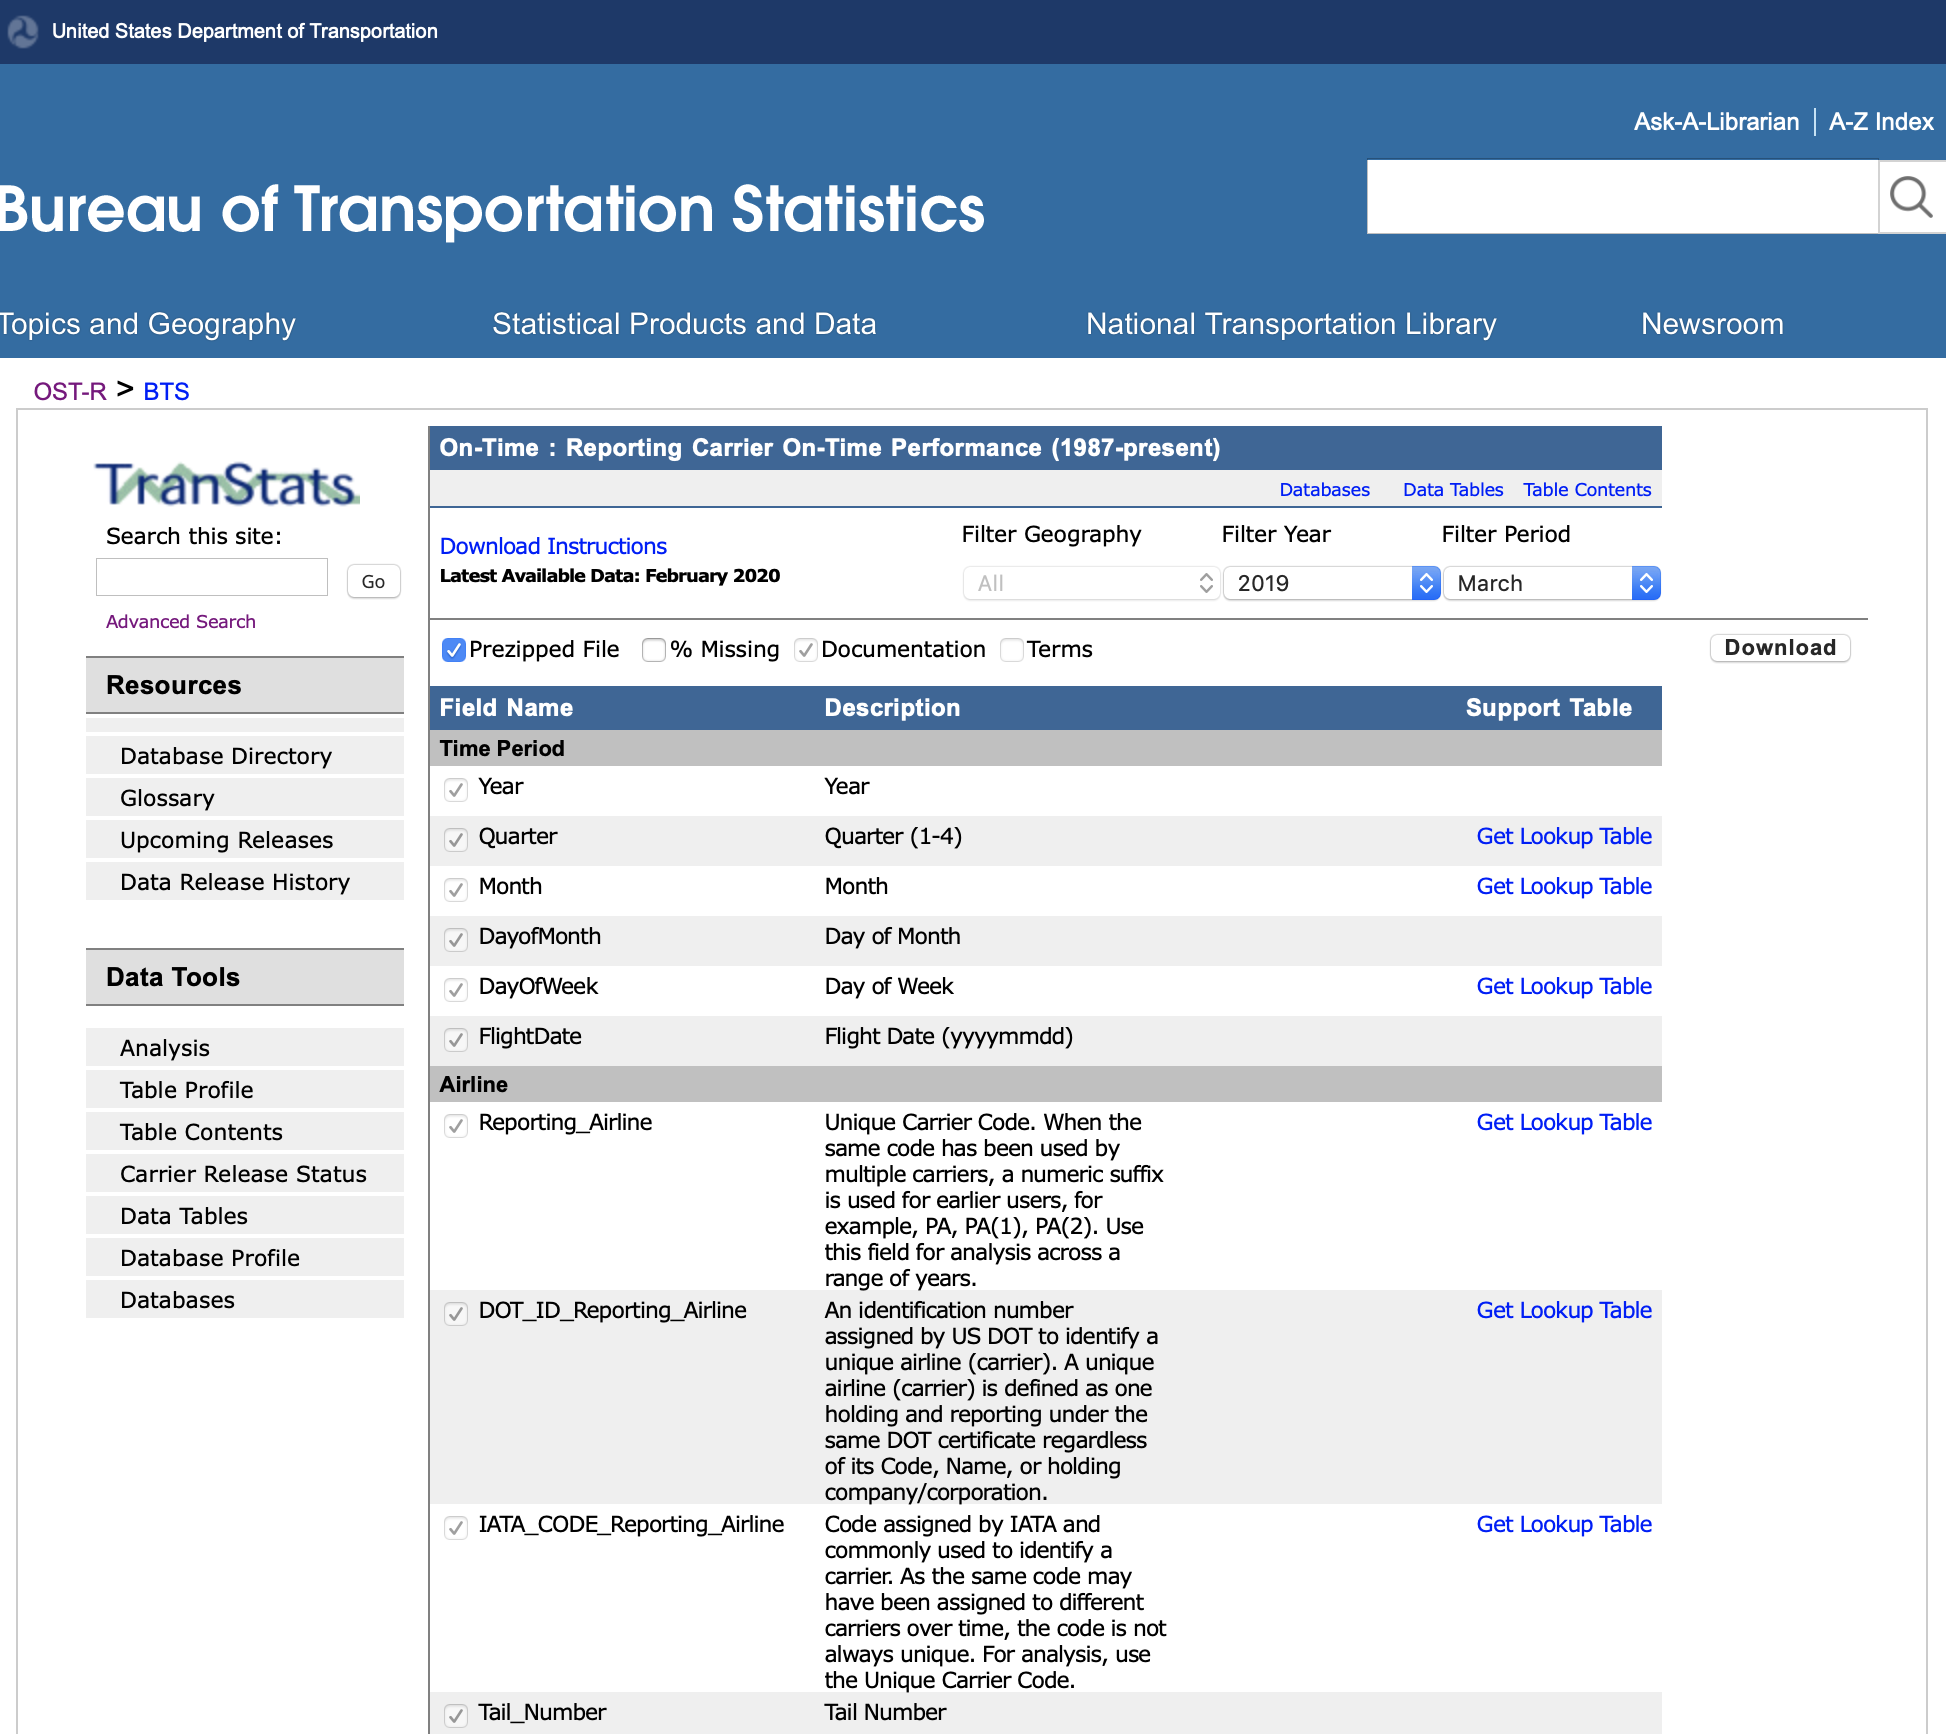 United States Department of Transportation
Ask-A-Librarian | A-Z Index
Bureau of Transportation Statistics
Topics and Geography
Statistical Products and Data
National Transportation Library
Newsroom
OST-R > BTS
TranStats
Search this site:
Go
Advanced Search
Resources
Database Directory
Glossary
Upcoming Releases
Data Release History
Data Tools
Analysis
Table Profile
Table Contents
Carrier Release Status
Data Tables
Database Profile
Databases
On-Time : Reporting Carrier On-Time Performance (1987-present)
Databases Data Tables Table Contents
Download Instructions
Latest Available Data: February 2020
Filter Geography
All
Filter Year
2019
Filter Period
March
Prezipped File % Missing Documentation Terms
Download
Field Name Description Support Table
Time Period
Year Year
Quarter Quarter (1-4) Get Lookup Table
Month Month Get Lookup Table
DayofMonth Day of Month
DayOfWeek Day of Week Get Lookup Table
FlightDate Flight Date (yyyymmdd)
Airline
Reporting_Airline Unique Carrier Code. When the Get Lookup Table
same code has been used by
multiple carriers, a numeric suffix
is used for earlier users, for
example, PA, PA(1), PA(2). Use
this field for analysis across a
range of years.
DOT_ID_Reporting_Airline An identification number Get Lookup Table
assigned by US DOT to identify a
unique airline (carrier). A unique
airline (carrier) is defined as one
holding and reporting under the
same DOT certificate regardless
of its Code, Name, or holding
company/corporation.
IATA_CODE_Reporting_Airline Code assigned by IATA and Get Lookup Table
commonly used to identify a
carrier. As the same code may
have been assigned to different
carriers over time, the code is not
always unique. For analysis, use
the Unique Carrier Code.
Tail_Number Tail Number